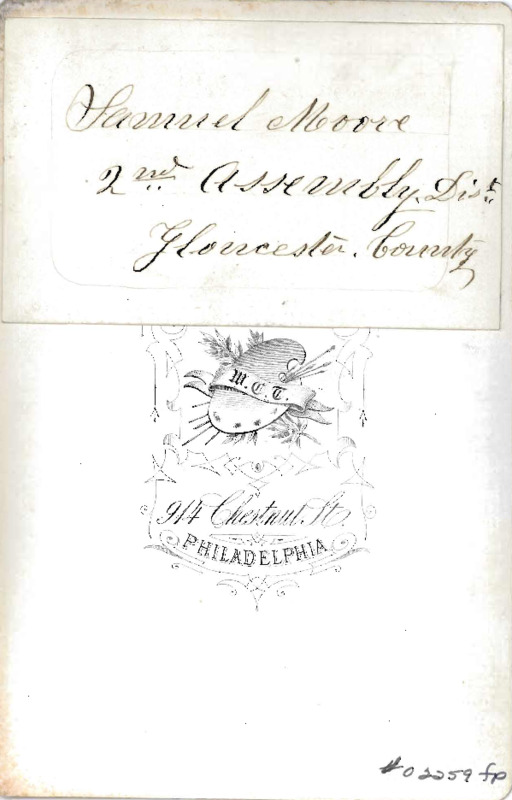 Samuel Moore
2nd Assembly. Dist.
Gloucester. County
W. C. T.
914 Chestnut St.
PHILADELPHIA
#02259 fp